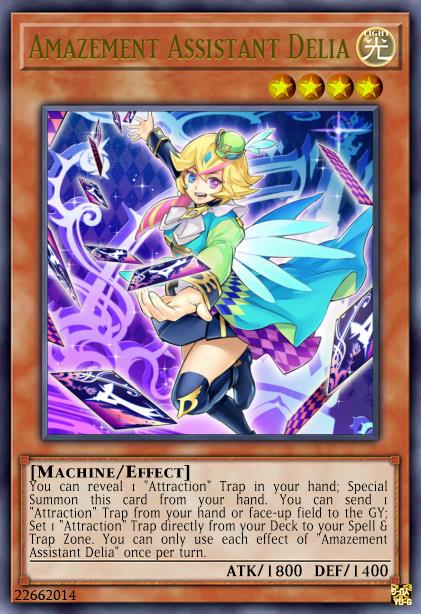 AMAZEMENT ASSISTANT DELIA
LIGHT
光
[MACHINE/EFFECT]
You can reveal 1 "Attraction" Trap in your hand; Special
Summon this card from your hand. You can send 1
"Attraction" Trap from your hand or face-up field to the GY;
Set 1 "Attraction" Trap directly from your Deck to your Spell &
Trap Zone. You can only use each effect of "Amazement
Assistant Delia" once per turn.
ATK/1800 DEF/1400
22662014